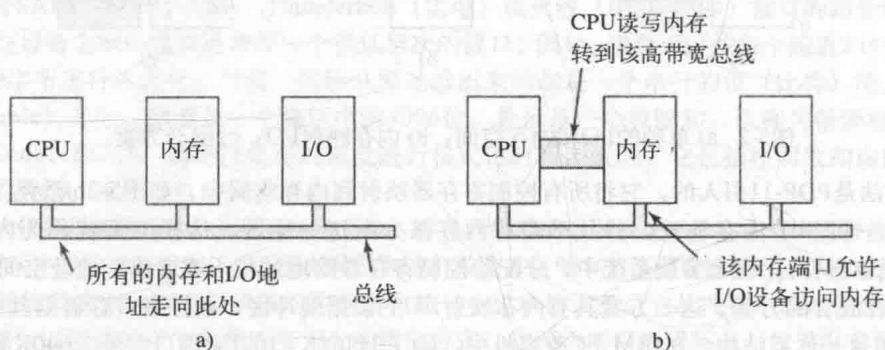 CPU读写内存
转到该高带宽总线
CPU
内存
I/O
CPU
内存
I/O
所有的内存和I/O地
址走向此处
总线
该内存端口允许
I/O设备访问内存
a)
b)